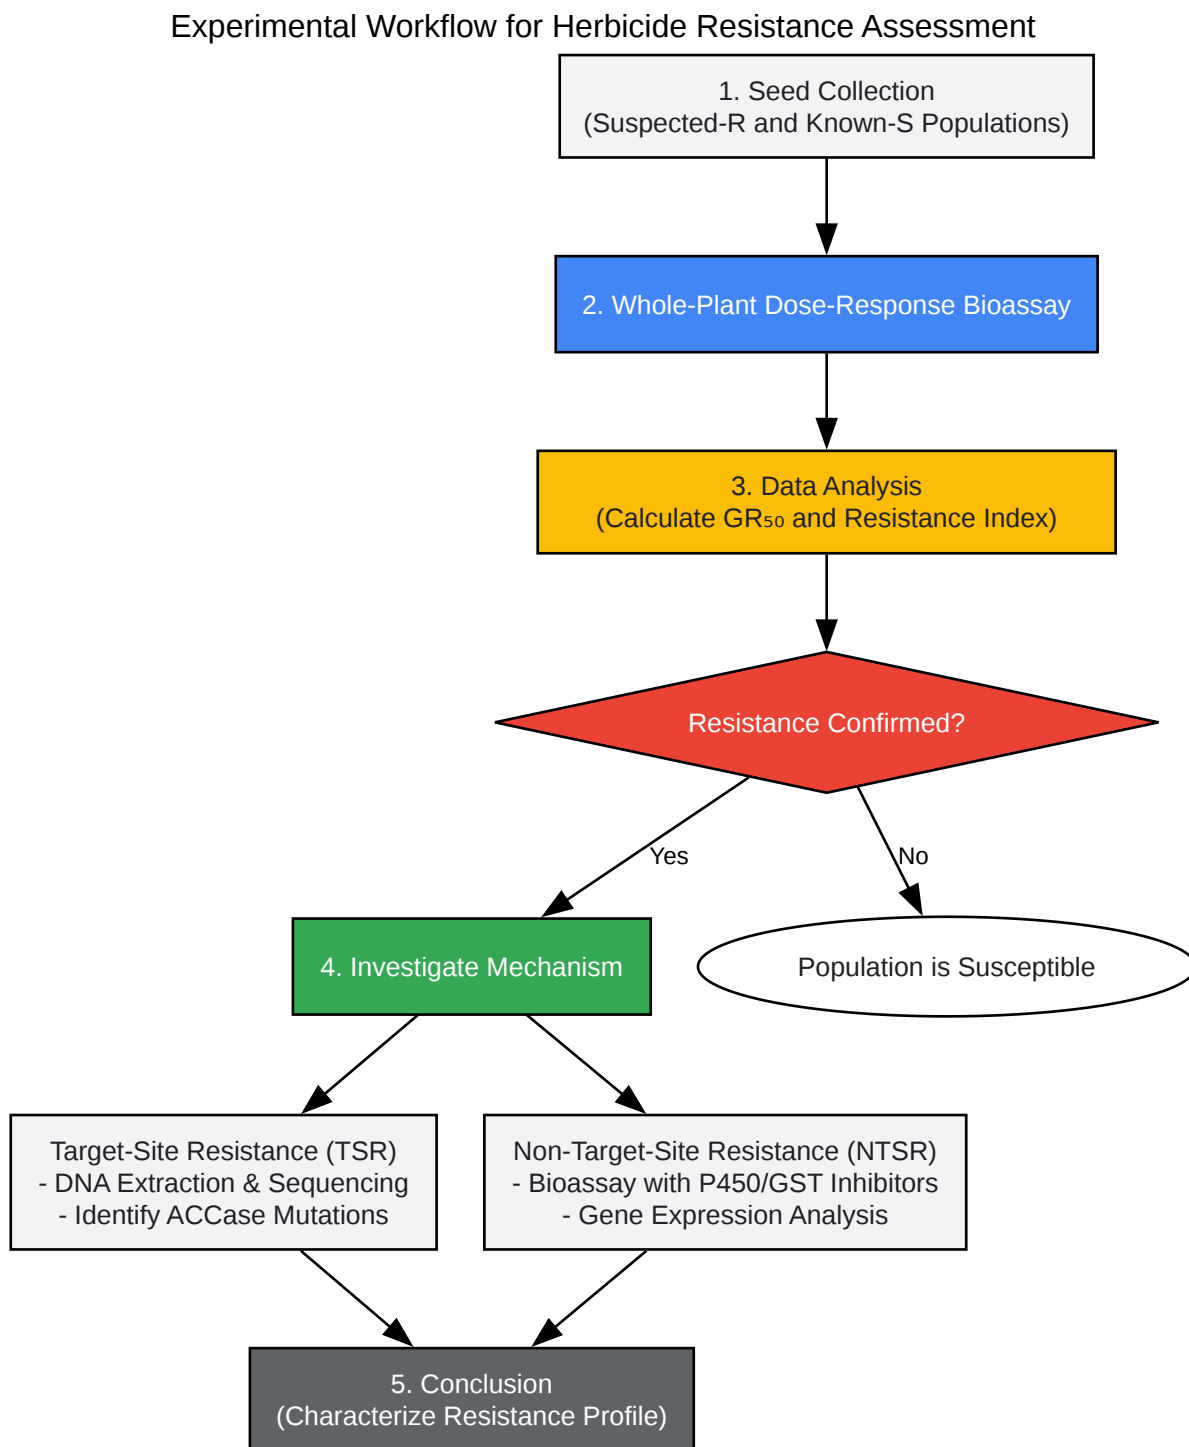 Experimental Workflow for Herbicide Resistance Assessment
1. Seed Collection
(Suspected-R and Known-S Populations)
2. Whole-Plant Dose-Response Bioassay
3. Data Analysis
(Calculate GR₅₀ and Resistance Index)
Resistance Confirmed?
Yes
No
4. Investigate Mechanism
Population is Susceptible
Target-Site Resistance (TSR)
- DNA Extraction & Sequencing
- Identify ACCase Mutations
Non-Target-Site Resistance (NTSR)
- Bioassay with P450/GST Inhibitors
- Gene Expression Analysis
5. Conclusion
(Characterize Resistance Profile)